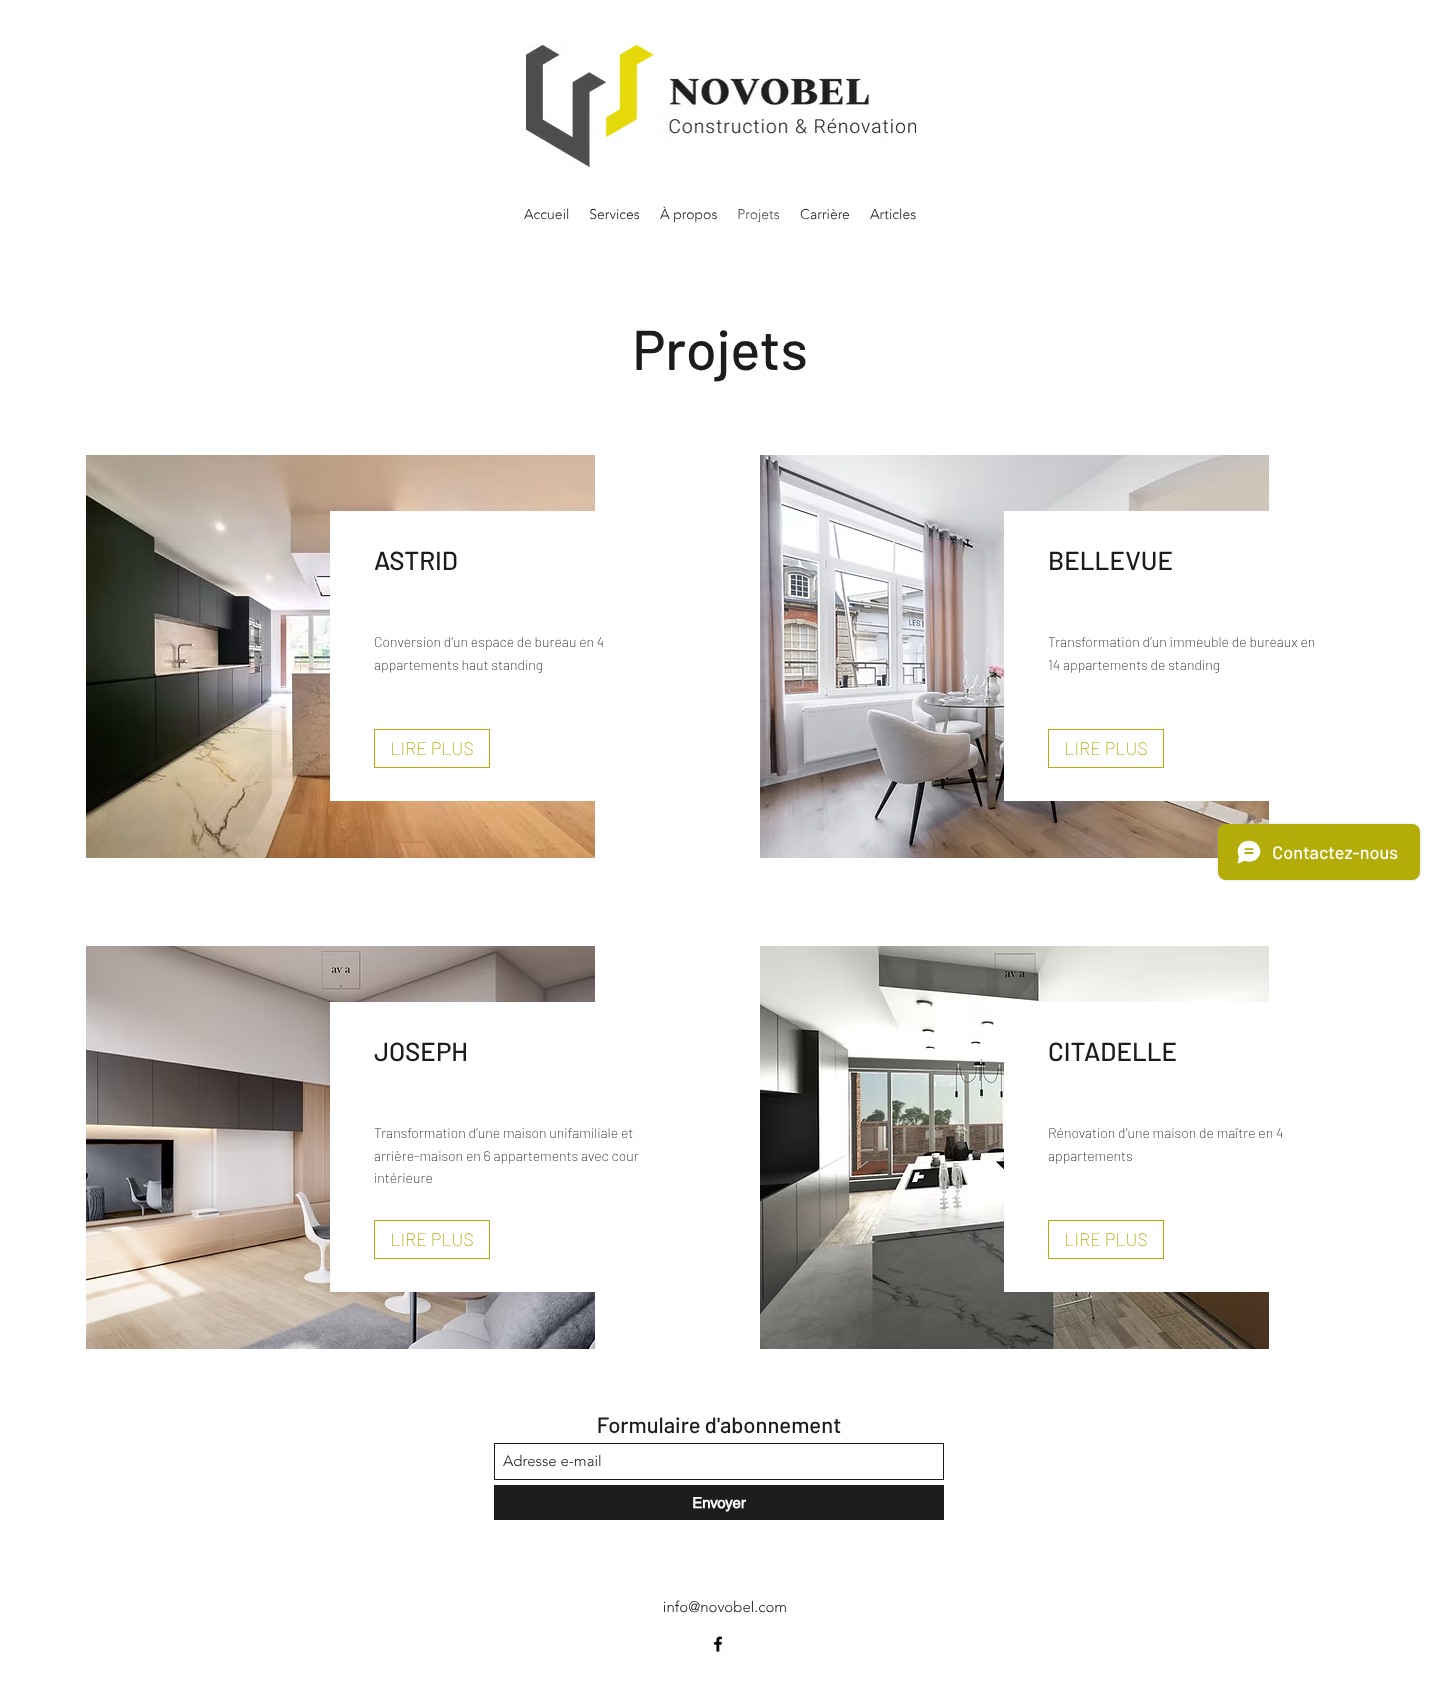 NOVOBEL
Construction & Rénovation
Accueil Services À propos Projets Carrière Articles
Projets
ASTRID
Conversion d'un espace de bureau en 4
appartements haut standing
LIRE PLUS
BELLEVUE
Transformation d'un immeuble de bureaux en
14 appartements de standing
LIRE PLUS
LES
Contactez-nous
av a
JOSEPH
Transformation d'une maison unifamiliale et
arrière-maison en 6 appartements avec cour
intérieure
LIRE PLUS
av a
CITADELLE
Rénovation d'une maison de maître en 4
appartements
LIRE PLUS
Formulaire d'abonnement
Adresse e-mail
Envoyer
info@novobel.com